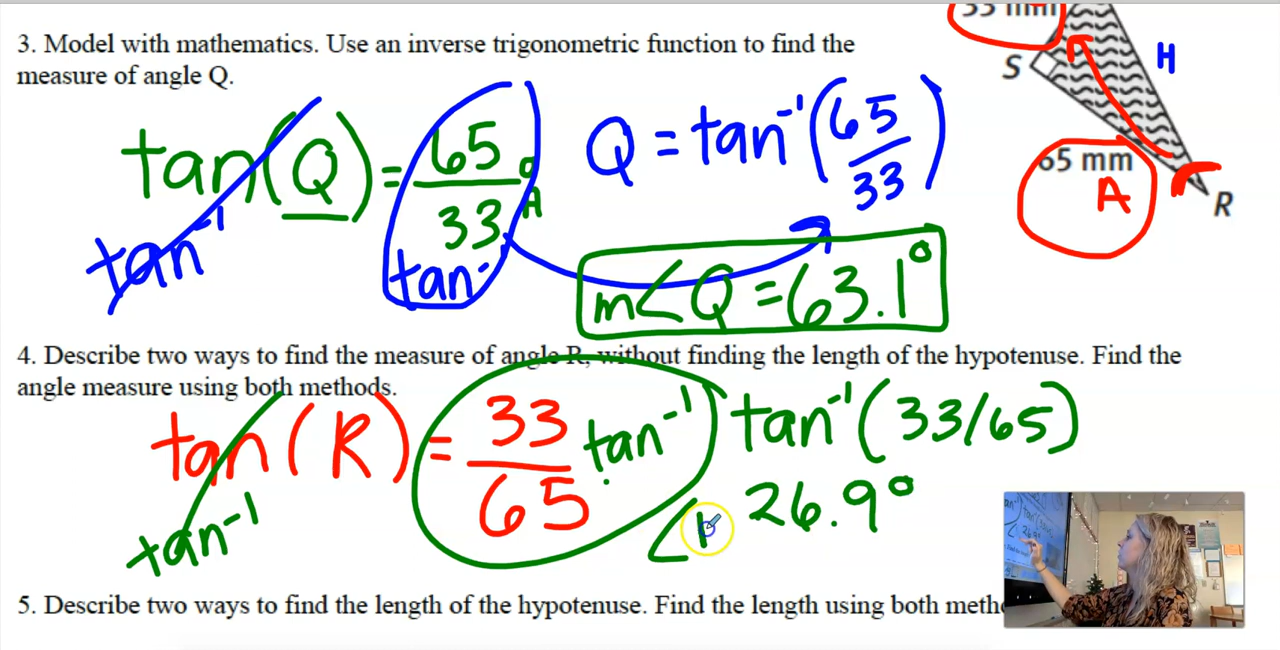 33 mm
3. Model with mathematics. Use an inverse trigonometric function to find the
measure of angle Q.
S
H
tan(Q) = 65/33
O
A
tan⁻¹
tan⁻
Q = tan⁻¹(65/33)
65 mm
A
R
m∠Q = 63.1°
4. Describe two ways to find the measure of angle R, without finding the length of the hypotenuse. Find the
angle measure using both methods.
tan(R) = 33/65 tan⁻¹
tan⁻¹(33/65)
tan⁻¹
∠ 26.9°
5. Describe two ways to find the length of the hypotenuse. Find the length using both meth